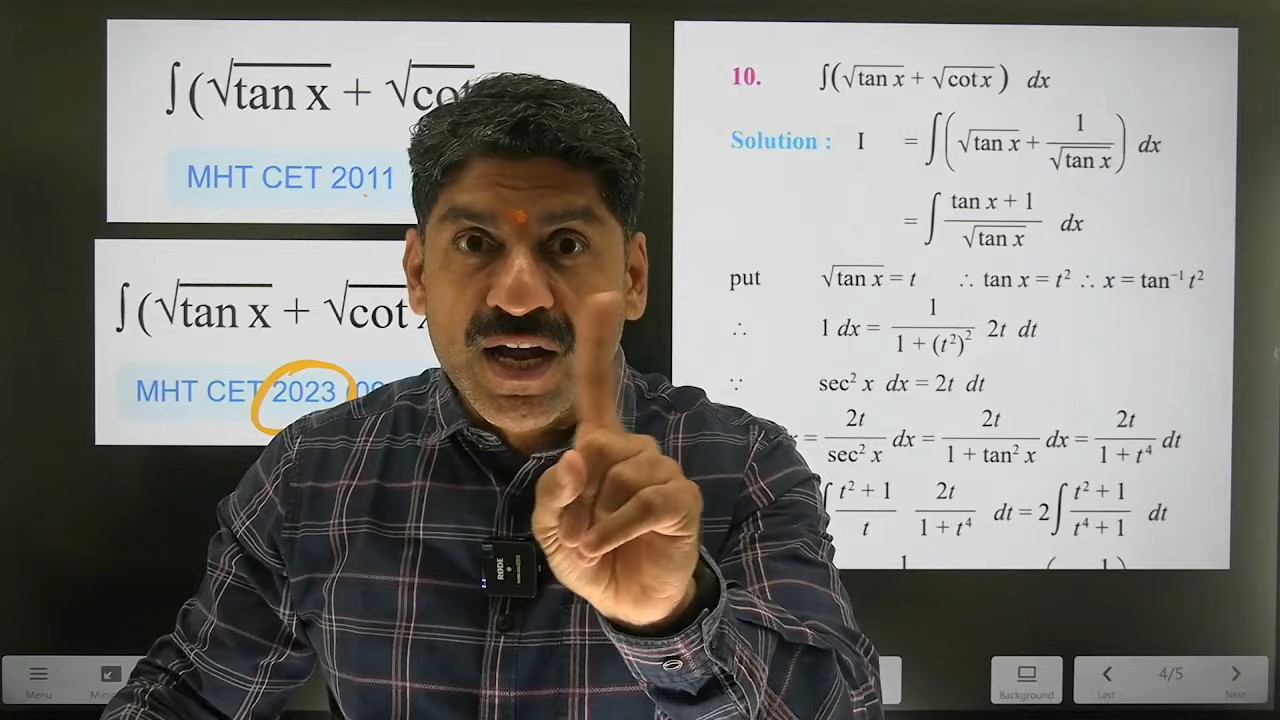 ∫(√tan x + √co
MHT CET 2011
∫(√tan x + √cot
MHT CET 2023 (09
10. ∫(√tan x + √cot x) dx
Solution : I = ∫(√tan x + 1/√tan x) dx
= ∫ (tan x + 1)/√tan x dx
put √tan x = t ∴ tan x = t² ∴ x = tan⁻¹ t²
∴ 1 dx = 1/(1 + (t²)²) 2t dt
∵ sec² x dx = 2t dt
= 2t/sec² x dx = 2t/(1 + tan² x) dx = 2t/(1 + t⁴) dt
∫ (t² + 1)/t 2t/(1 + t⁴) dt = 2∫ (t² + 1)/(t⁴ + 1) dt
RØDE
Menu
Background
Last
4/5
Next